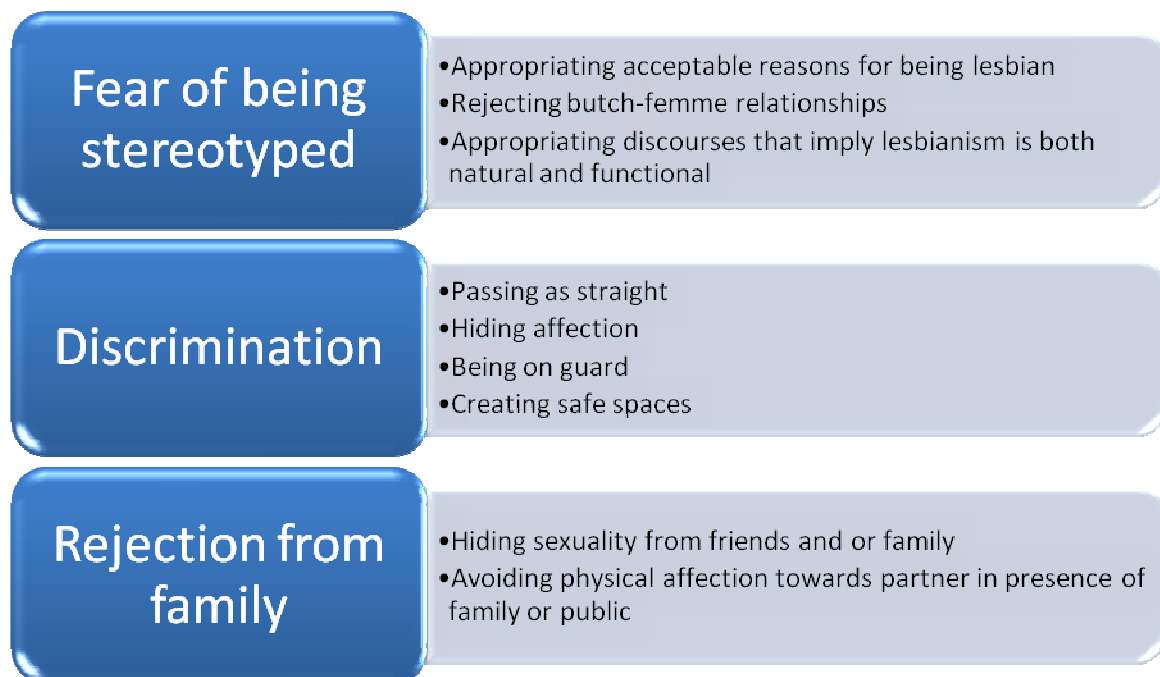 Fear of being
stereotyped
•Appropriating acceptable reasons for being lesbian
•Rejecting butch-femme relationships
•Appropriating discourses that imply lesbianism is both
natural and functional
Discrimination
•Passing as straight
•Hiding affection
•Being on guard
•Creating safe spaces
Rejection from
family
•Hiding sexuality from friends and or family
•Avoiding physical affection towards partner in presence of
family or public